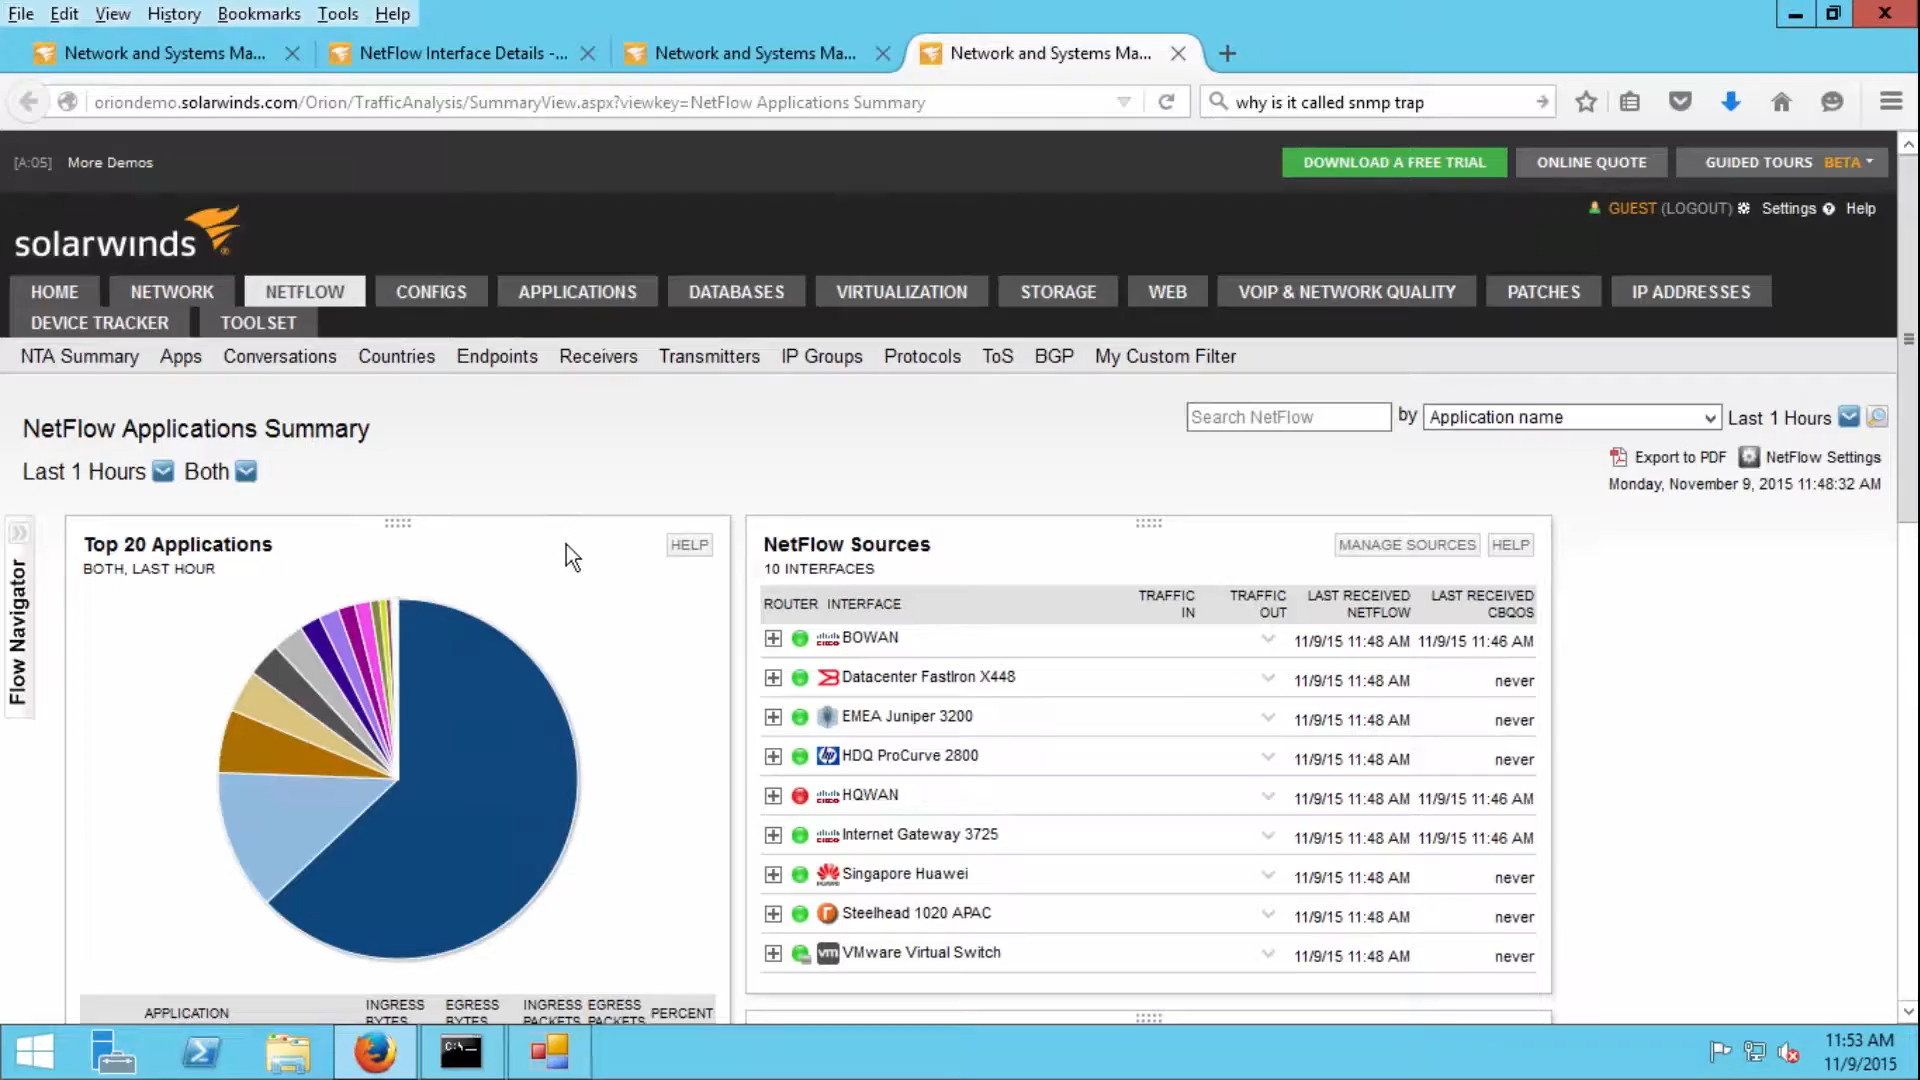 File Edit View History Bookmarks Tools Help
Network and Systems Ma...
NetFlow Interface Details -...
Network and Systems Ma...
Network and Systems Ma...
oriondemo.solarwinds.com/Orion/TrafficAnalysis/SummaryView.aspx?viewkey=NetFlow Applications Summary
why is it called snmp trap
[A:05] More Demos
DOWNLOAD A FREE TRIAL
ONLINE QUOTE
GUIDED TOURS BETA
GUEST (LOGOUT) Settings Help
solarwinds
HOME NETWORK NETFLOW CONFIGS APPLICATIONS DATABASES VIRTUALIZATION STORAGE WEB VOIP & NETWORK QUALITY PATCHES IP ADDRESSES
DEVICE TRACKER TOOLSET
NTA Summary Apps Conversations Countries Endpoints Receivers Transmitters IP Groups Protocols ToS BGP My Custom Filter
NetFlow Applications Summary
Search NetFlow by Application name Last 1 Hours
Last 1 Hours Both
Export to PDF NetFlow Settings
Monday, November 9, 2015 11:48:32 AM
Flow Navigator
Top 20 Applications
HELP
BOTH, LAST HOUR
APPLICATION INGRESS BYTES EGRESS BYTES INGRESS PACKETS EGRESS PACKETS PERCENT
NetFlow Sources
MANAGE SOURCES HELP
10 INTERFACES
ROUTER INTERFACE TRAFFIC IN TRAFFIC OUT LAST RECEIVED NETFLOW LAST RECEIVED CBQOS
cisco BOWAN 11/9/15 11:48 AM 11/9/15 11:46 AM
Datacenter FastIron X448 11/9/15 11:48 AM never
EMEA Juniper 3200 11/9/15 11:48 AM never
hp HDQ ProCurve 2800 11/9/15 11:48 AM never
cisco HQWAN 11/9/15 11:48 AM 11/9/15 11:46 AM
cisco Internet Gateway 3725 11/9/15 11:48 AM 11/9/15 11:46 AM
Singapore Huawei 11/9/15 11:48 AM never
Steelhead 1020 APAC 11/9/15 11:48 AM never
vm VMware Virtual Switch 11/9/15 11:48 AM never
C:\
11:53 AM
11/9/2015